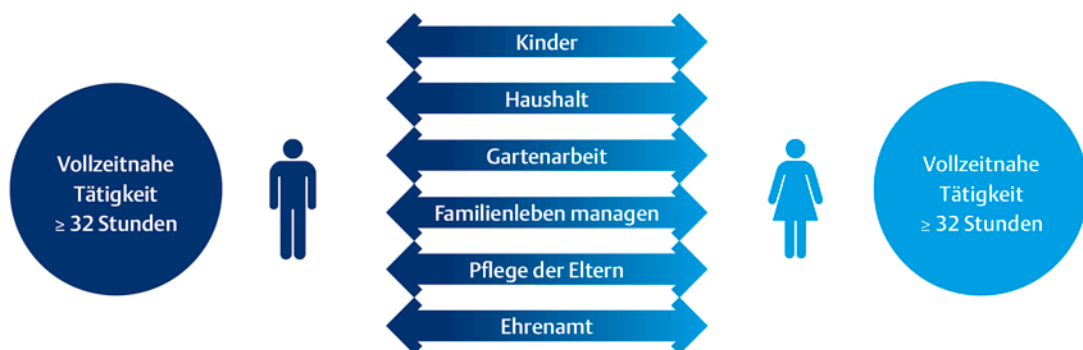 Kinder
Haushalt
Gartenarbeit
Familienleben managen
Pflege der Eltern
Ehrenamt
Vollzeitnahe
Tätigkeit
≥ 32 Stunden
Vollzeitnahe
Tätigkeit
≥ 32 Stunden